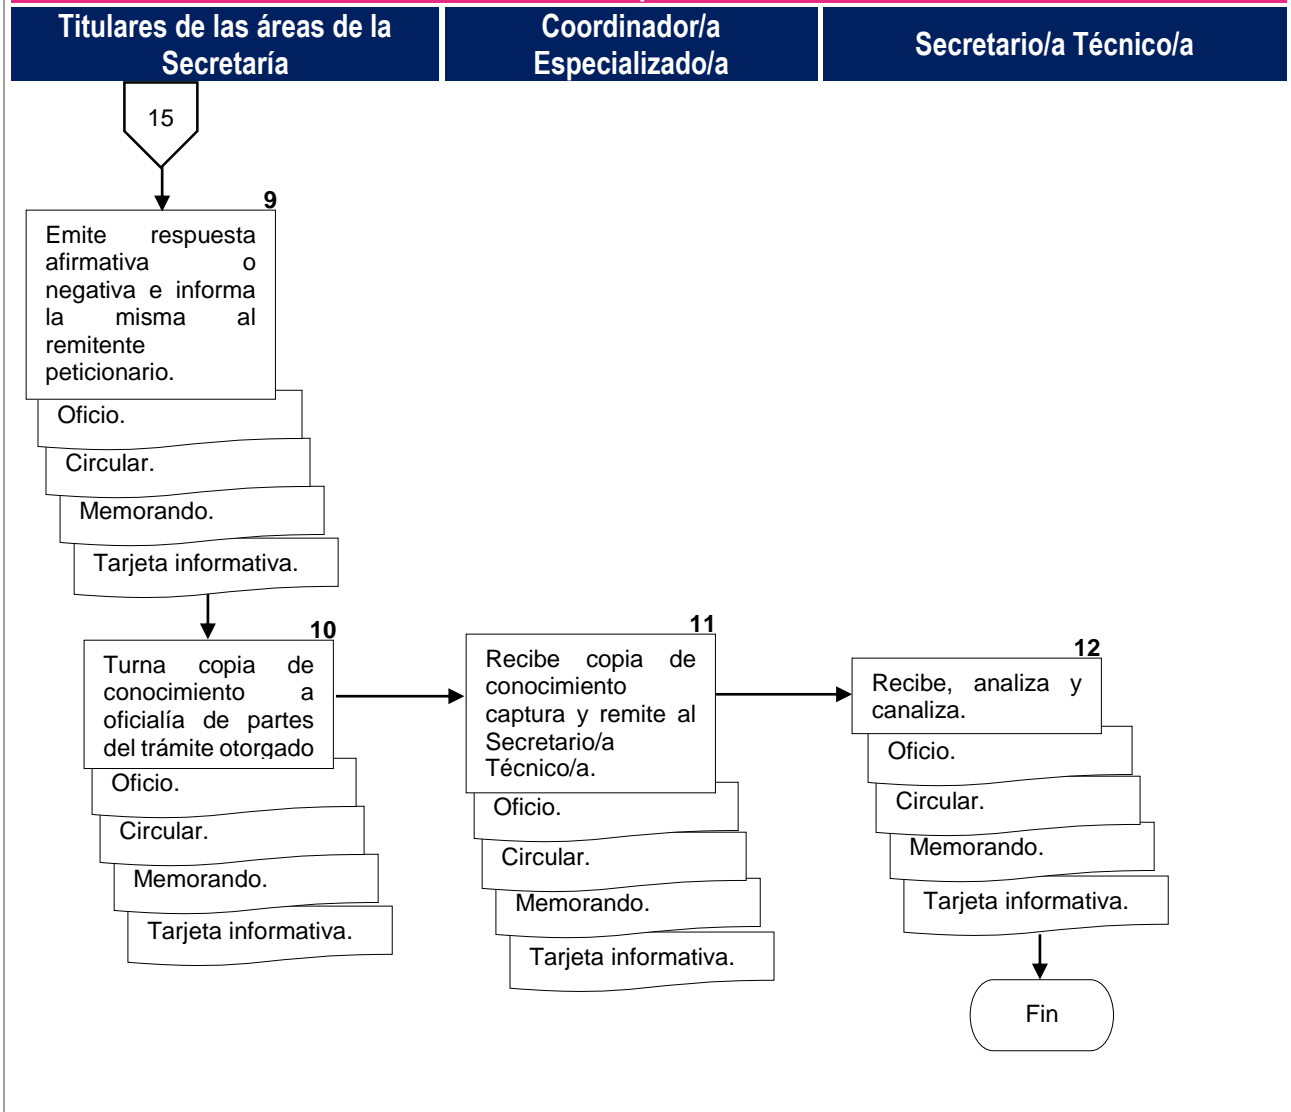 Titulares de las áreas de la
Secretaría
Coordinador/a
Especializado/a
Secretario/a Técnico/a
15
9
Emite respuesta
afirmativa o
negativa e informa
la misma al
remitente
peticionario.
Oficio.
Circular.
Memorando.
Tarjeta informativa.
10
Turna copia de
conocimiento a
oficialía de partes
del trámite otorgado
Oficio.
Circular.
Memorando.
Tarjeta informativa.
11
Recibe copia de
conocimiento
captura y remite al
Secretario/a
Técnico/a.
Oficio.
Circular.
Memorando.
Tarjeta informativa.
12
Recibe, analiza y
canaliza.
Oficio.
Circular.
Memorando.
Tarjeta informativa.
Fin